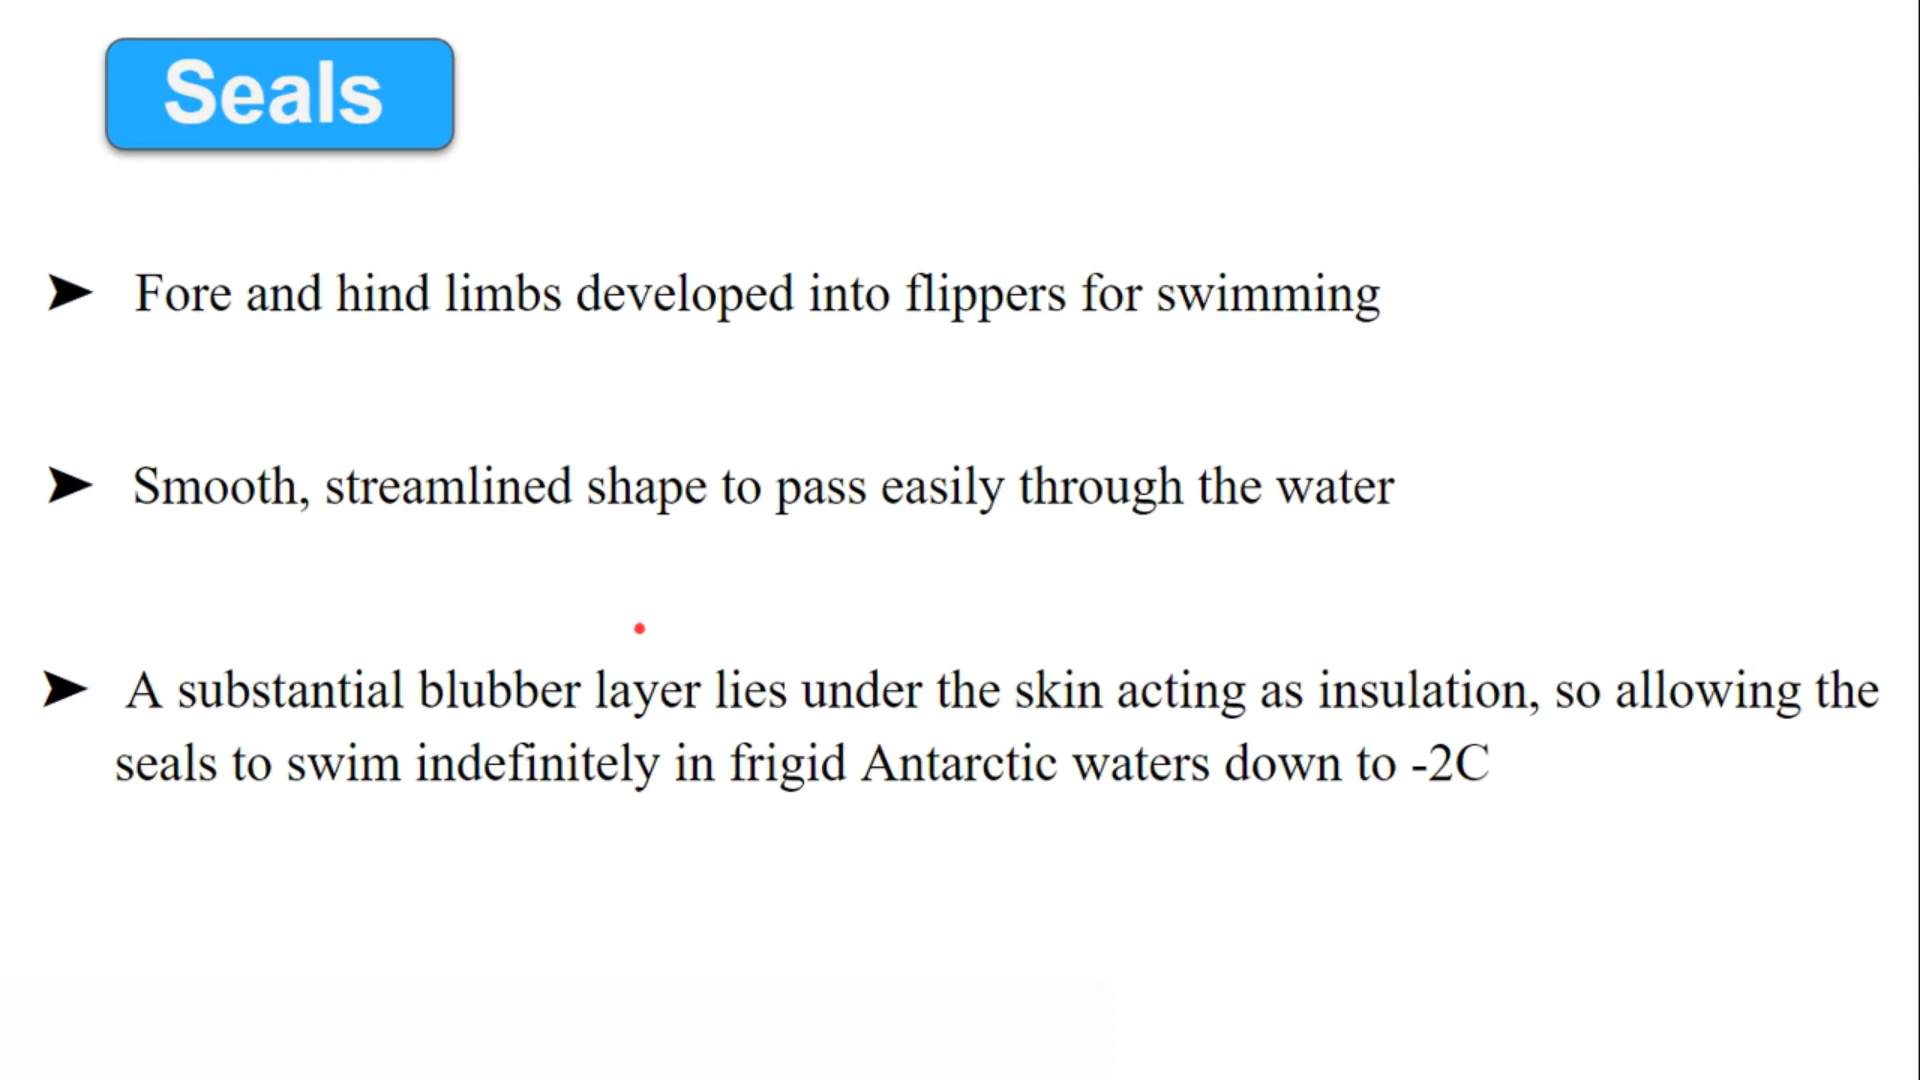 Seals
➤ Fore and hind limbs developed into flippers for swimming
➤ Smooth, streamlined shape to pass easily through the water
➤ A substantial blubber layer lies under the skin acting as insulation, so allowing the
seals to swim indefinitely in frigid Antarctic waters down to -2C